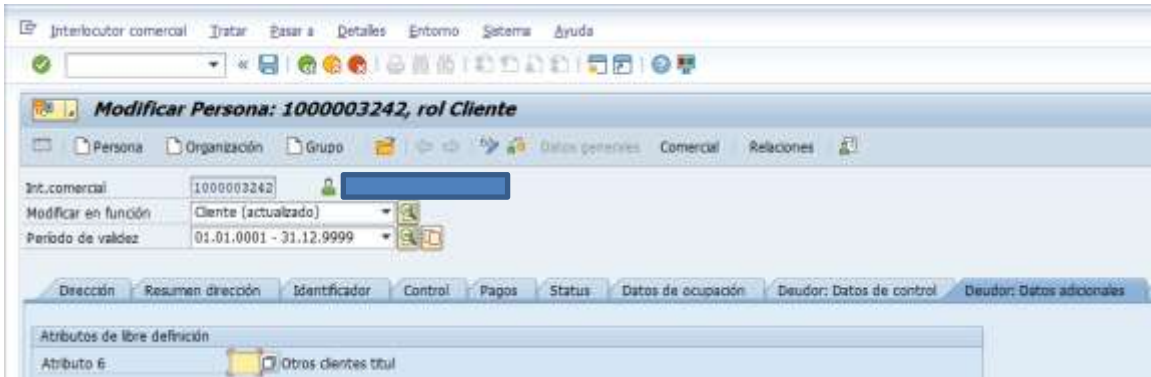 Interlocutor comercial Tratar Pasar a Detalles Entorno Sistema Ayuda
Modificar Persona: 1000003242, rol Cliente
Persona Organización Grupo Datos generales Comercial Relaciones
Int.comercial 1000003242
Modificar en función Cliente (actualizado)
Período de validez 01.01.0001 - 31.12.9999
Dirección Resumen dirección Identificador Control Pagos Status Datos de ocupación Deudor: Datos de control Deudor: Datos adicionales
Atributos de libre definición
Atributo 6 Otros clientes titul